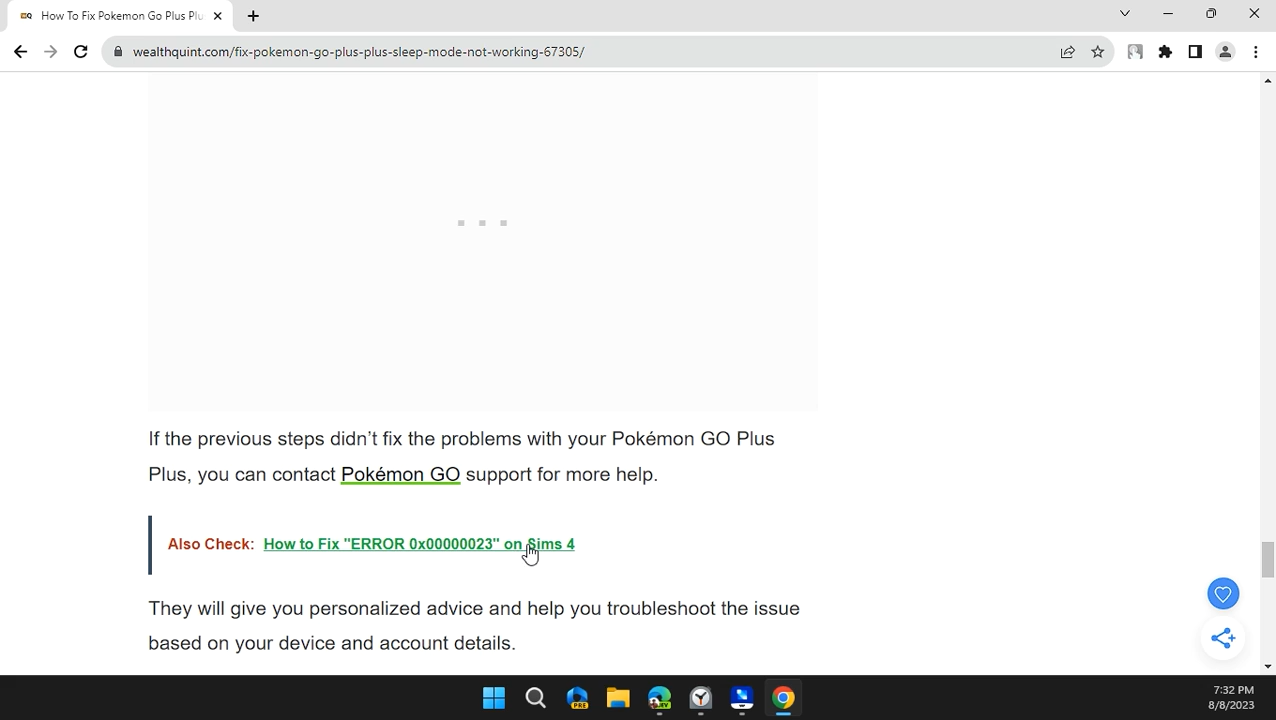 How To Fix Pokemon Go Plus Plu
wealthquint.com/fix-pokemon-go-plus-plus-sleep-mode-not-working-67305/
If the previous steps didn’t fix the problems with your Pokémon GO Plus
Plus, you can contact Pokémon GO support for more help.
Also Check: How to Fix "ERROR 0x00000023" on Sims 4
They will give you personalized advice and help you troubleshoot the issue
based on your device and account details.
PRE
DEV
7:32 PM
8/8/2023